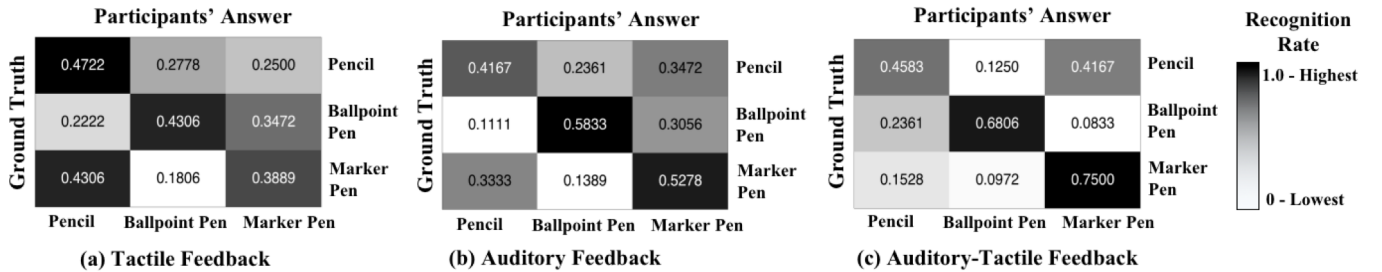 Participants’ Answer
Ground Truth
0.4722 0.2778 0.2500 Pencil
0.2222 0.4306 0.3472 Ballpoint Pen
0.4306 0.1806 0.3889 Marker Pen
Pencil Ballpoint Pen Marker Pen
(a) Tactile Feedback
Participants’ Answer
Ground Truth
0.4167 0.2361 0.3472 Pencil
0.1111 0.5833 0.3056 Ballpoint Pen
0.3333 0.1389 0.5278 Marker Pen
Pencil Ballpoint Pen Marker Pen
(b) Auditory Feedback
Participants’ Answer
Ground Truth
0.4583 0.1250 0.4167 Pencil
0.2361 0.6806 0.0833 Ballpoint Pen
0.1528 0.0972 0.7500 Marker Pen
Pencil Ballpoint Pen Marker Pen
(c) Auditory-Tactile Feedback
Recognition
Rate
1.0 - Highest
0 - Lowest